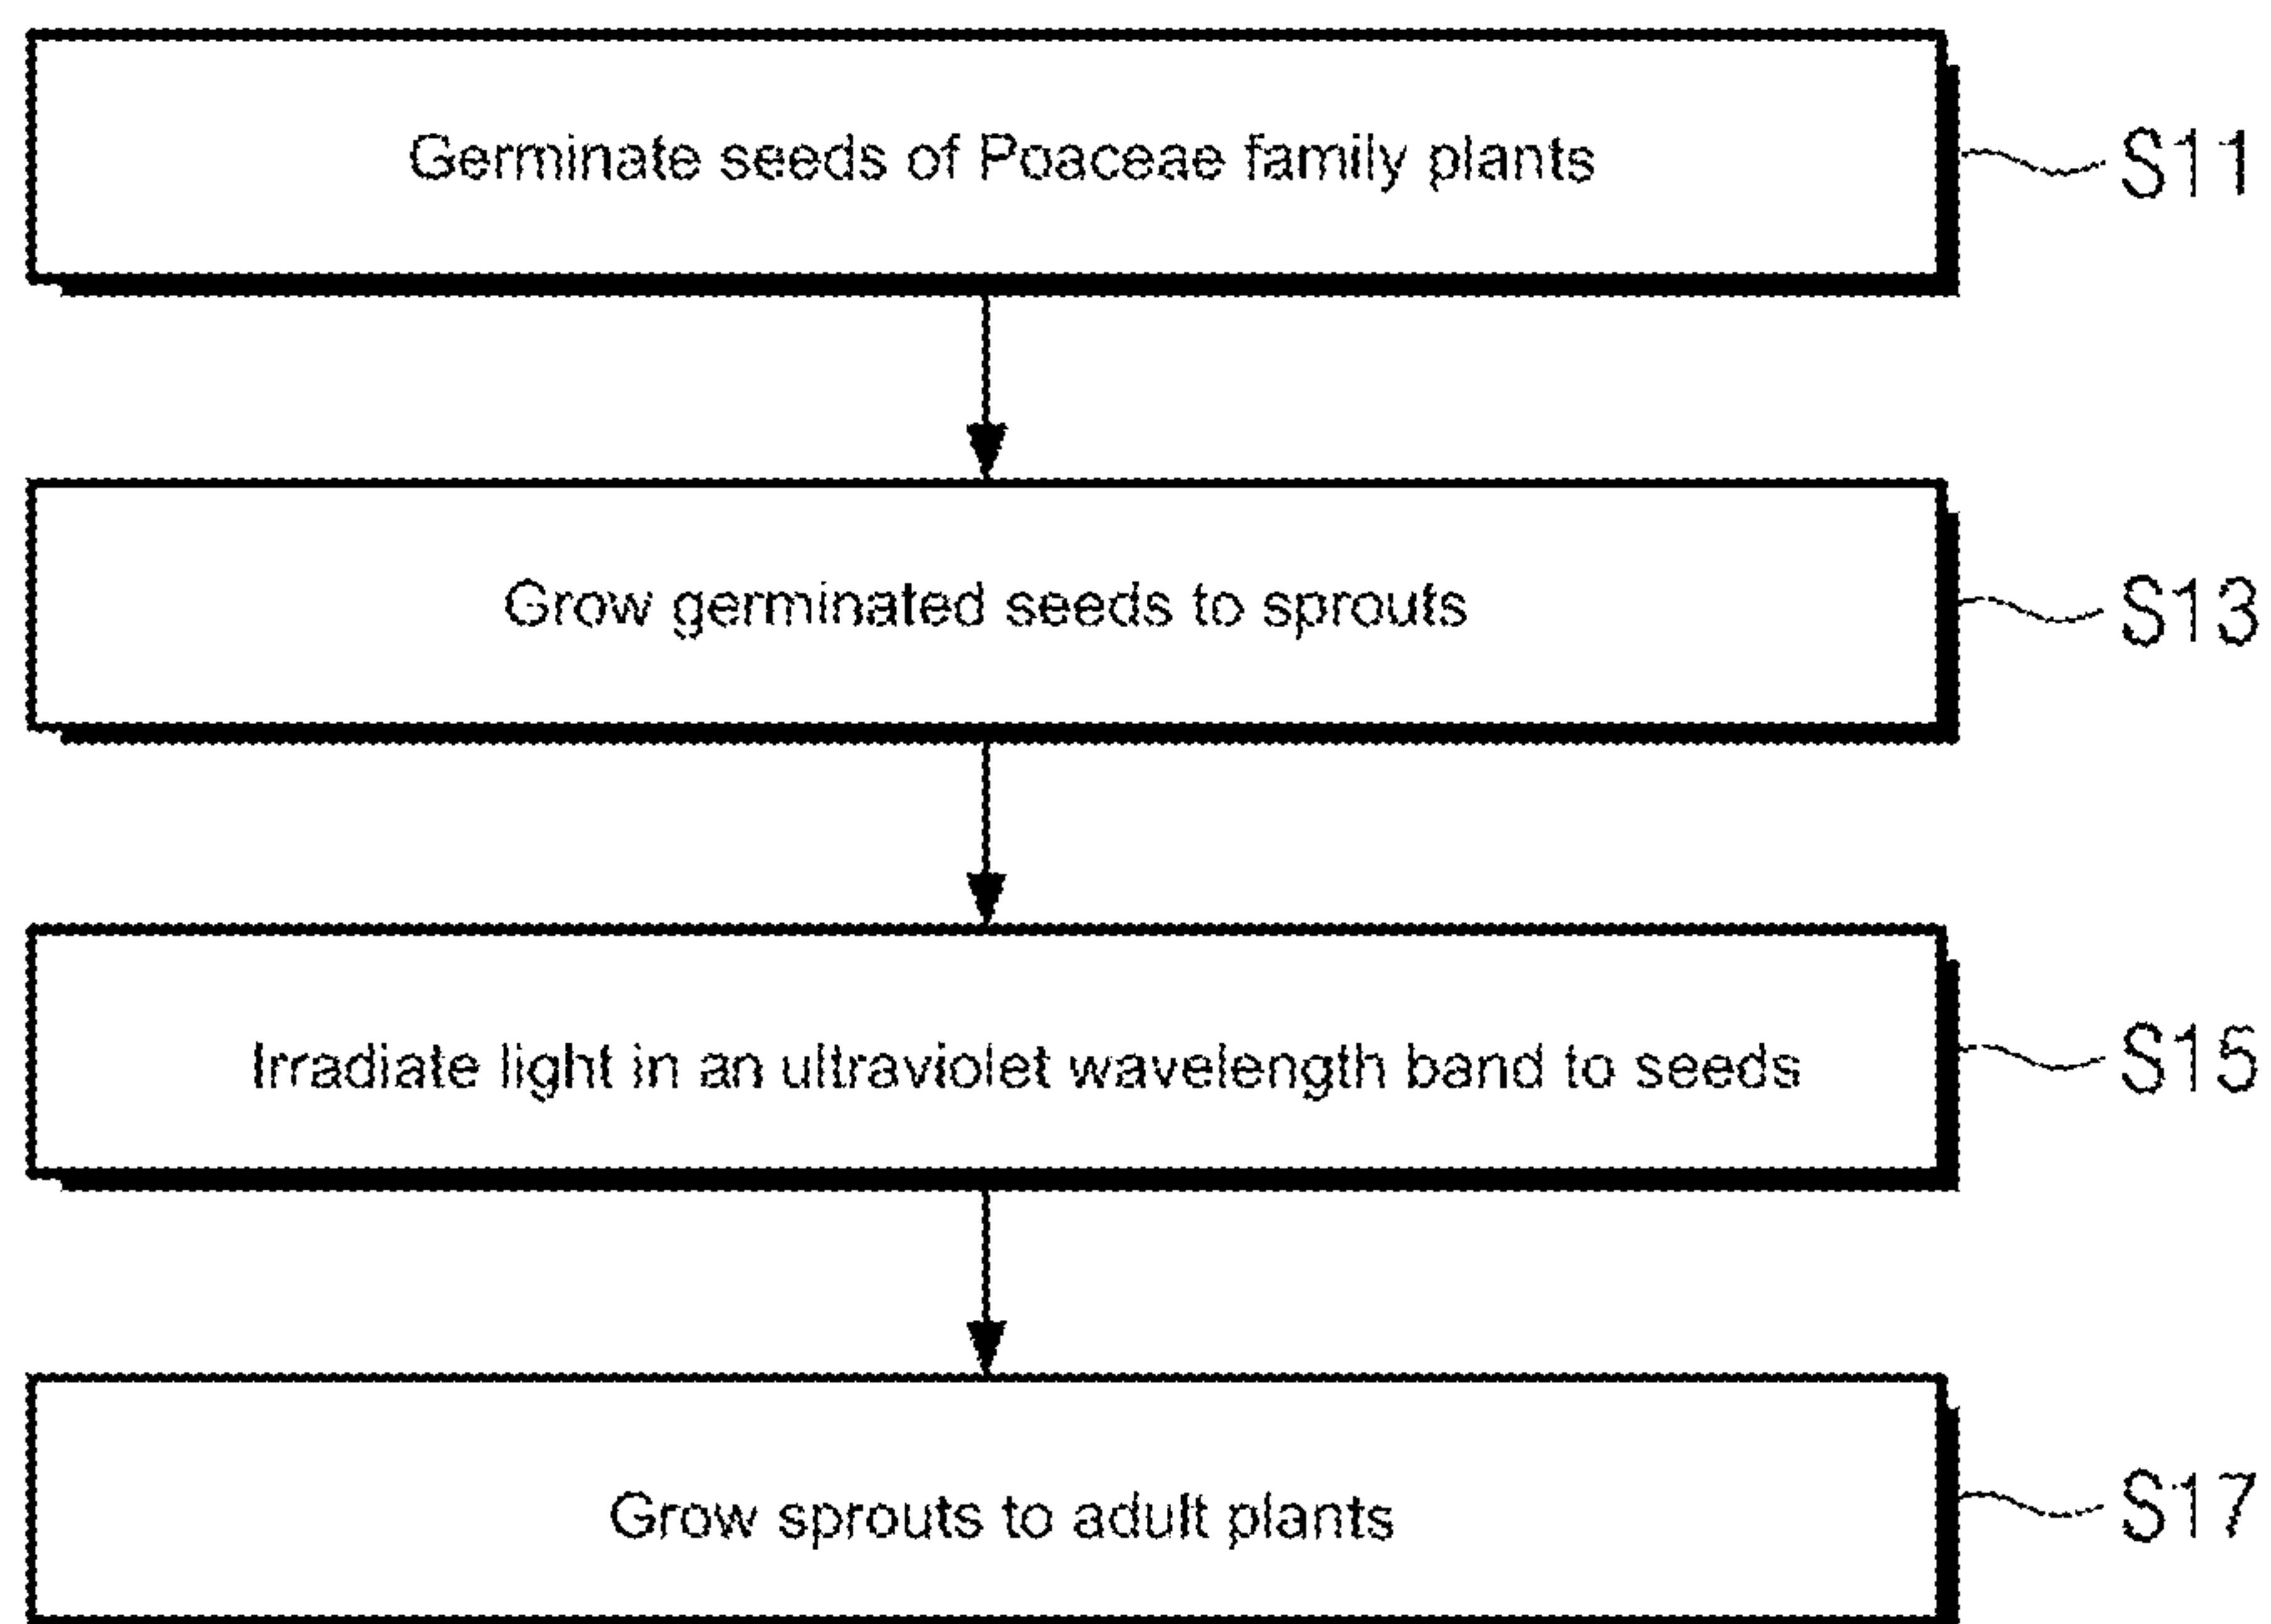 Germinate seeds of Poaceae family plants
S11
Grow germinated seeds to sprouts
S13
Irradiate light in an ultraviolet wavelength band to seeds
S15
Grow sprouts to adult plants
S17